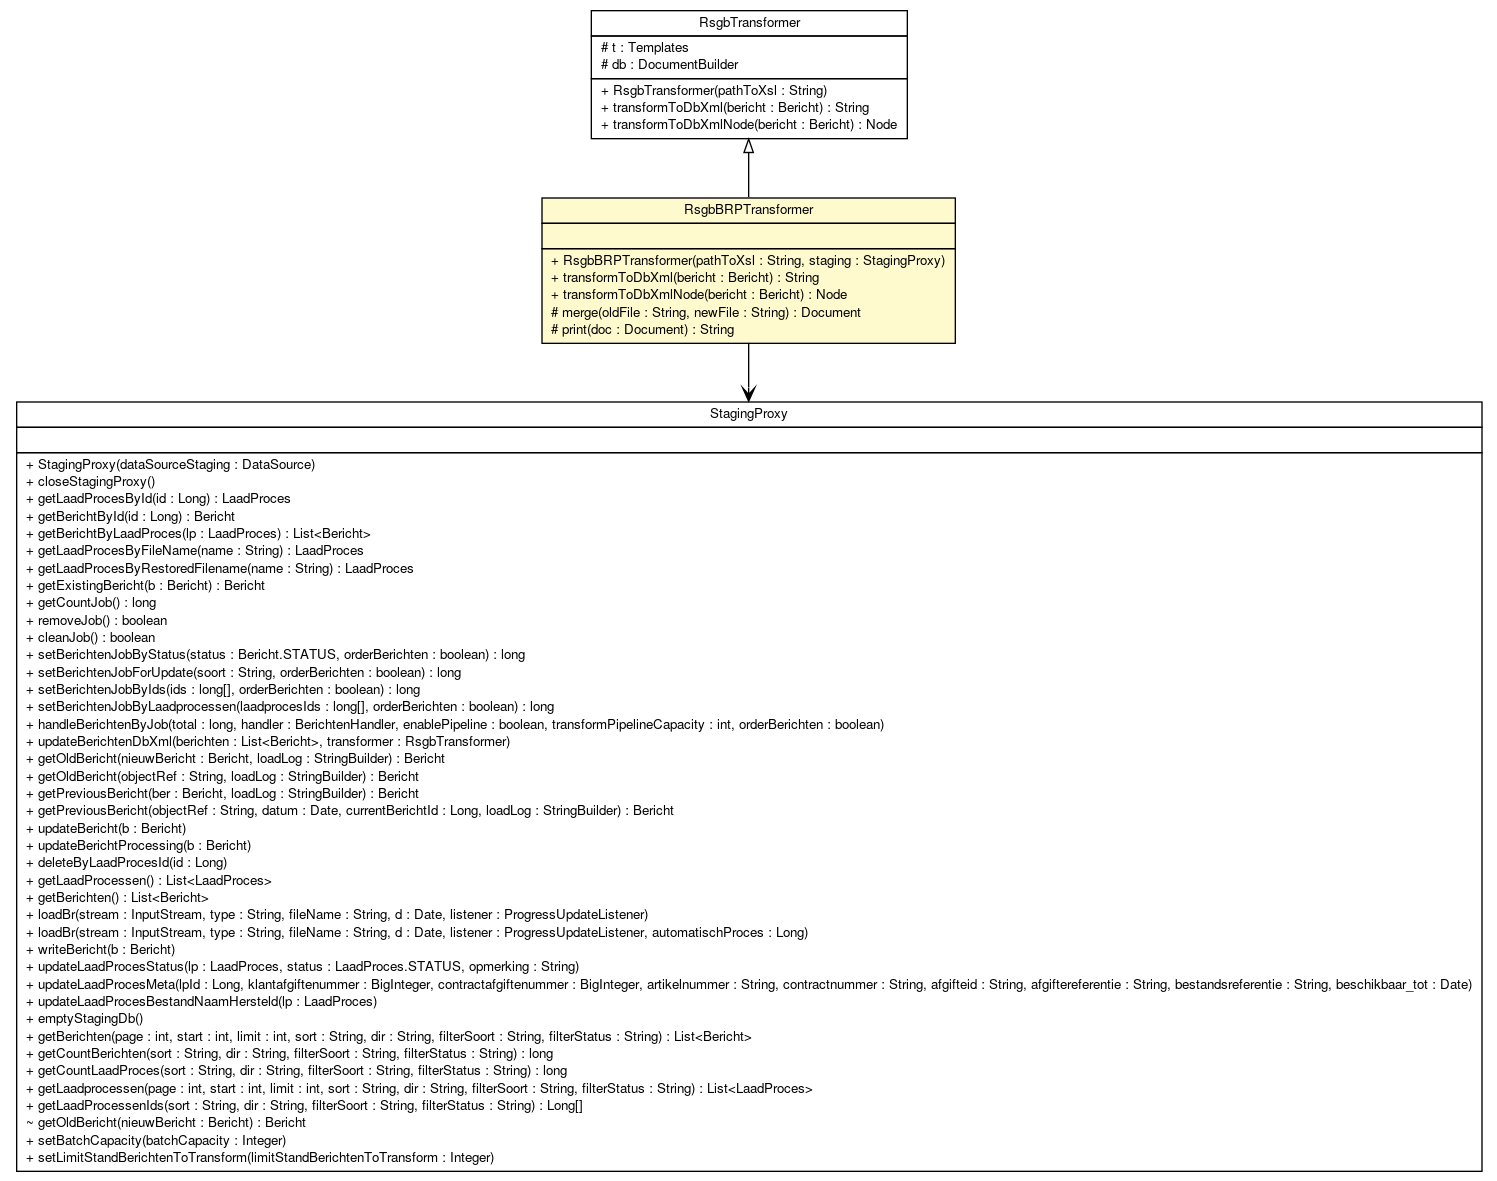 RsgbTransformer
# t : Templates
# db : DocumentBuilder
+ RsgbTransformer(pathToXsl : String)
+ transformToDbXml(bericht : Bericht) : String
+ transformToDbXmlNode(bericht : Bericht) : Node
RsgbBRPTransformer
+ RsgbBRPTransformer(pathToXsl : String, staging : StagingProxy)
+ transformToDbXml(bericht : Bericht) : String
+ transformToDbXmlNode(bericht : Bericht) : Node
# merge(oldFile : String, newFile : String) : Document
# print(doc : Document) : String
StagingProxy
+ StagingProxy(dataSourceStaging : DataSource)
+ closeStagingProxy()
+ getLaadProcesById(id : Long) : LaadProces
+ getBerichtById(id : Long) : Bericht
+ getBerichtByLaadProces(lp : LaadProces) : List<Bericht>
+ getLaadProcesByFileName(name : String) : LaadProces
+ getLaadProcesByRestoredFilename(name : String) : LaadProces
+ getExistingBericht(b : Bericht) : Bericht
+ getCountJob() : long
+ removeJob() : boolean
+ cleanJob() : boolean
+ setBerichtenJobByStatus(status : Bericht.STATUS, orderBerichten : boolean) : long
+ setBerichtenJobForUpdate(soort : String, orderBerichten : boolean) : long
+ setBerichtenJobByIds(ids : long[], orderBerichten : boolean) : long
+ setBerichtenJobByLaadprocessen(laadprocesIds : long[], orderBerichten : boolean) : long
+ handleBerichtenByJob(total : long, handler : BerichtenHandler, enablePipeline : boolean, transformPipelineCapacity : int, orderBerichten : boolean)
+ updateBerichtenDbXml(berichten : List<Bericht>, transformer : RsgbTransformer)
+ getOldBericht(nieuwBericht : Bericht, loadLog : StringBuilder) : Bericht
+ getOldBericht(objectRef : String, loadLog : StringBuilder) : Bericht
+ getPreviousBericht(ber : Bericht, loadLog : StringBuilder) : Bericht
+ getPreviousBericht(objectRef : String, datum : Date, currentBerichtId : Long, loadLog : StringBuilder) : Bericht
+ updateBericht(b : Bericht)
+ updateBerichtProcessing(b : Bericht)
+ deleteByLaadProcesId(id : Long)
+ getLaadProcessen() : List<LaadProces>
+ getBerichten() : List<Bericht>
+ loadBr(stream : InputStream, type : String, fileName : String, d : Date, listener : ProgressUpdateListener)
+ loadBr(stream : InputStream, type : String, fileName : String, d : Date, listener : ProgressUpdateListener, automatischProces : Long)
+ writeBericht(b : Bericht)
+ updateLaadProcesStatus(lp : LaadProces, status : LaadProces.STATUS, opmerking : String)
+ updateLaadProcesMeta(lpId : Long, klantafgiftenummer : BigInteger, contractafgiftenummer : BigInteger, artikelnummer : String, contractnummer : String, afgifteid : String, afgiftereferentie : String, bestandsreferentie : String, beschikbaar_tot : Date)
+ updateLaadProcesBestandNaamHersteld(lp : LaadProces)
+ emptyStagingDb()
+ getBerichten(page : int, start : int, limit : int, sort : String, dir : String, filterSoort : String, filterStatus : String) : List<Bericht>
+ getCountBerichten(sort : String, dir : String, filterSoort : String, filterStatus : String) : long
+ getCountLaadProces(sort : String, dir : String, filterSoort : String, filterStatus : String) : long
+ getLaadprocessen(page : int, start : int, limit : int, sort : String, dir : String, filterSoort : String, filterStatus : String) : List<LaadProces>
+ getLaadProcessenIds(sort : String, dir : String, filterSoort : String, filterStatus : String) : Long[]
~ getOldBericht(nieuwBericht : Bericht) : Bericht
+ setBatchCapacity(batchCapacity : Integer)
+ setLimitStandBerichtenToTransform(limitStandBerichtenToTransform : Integer)